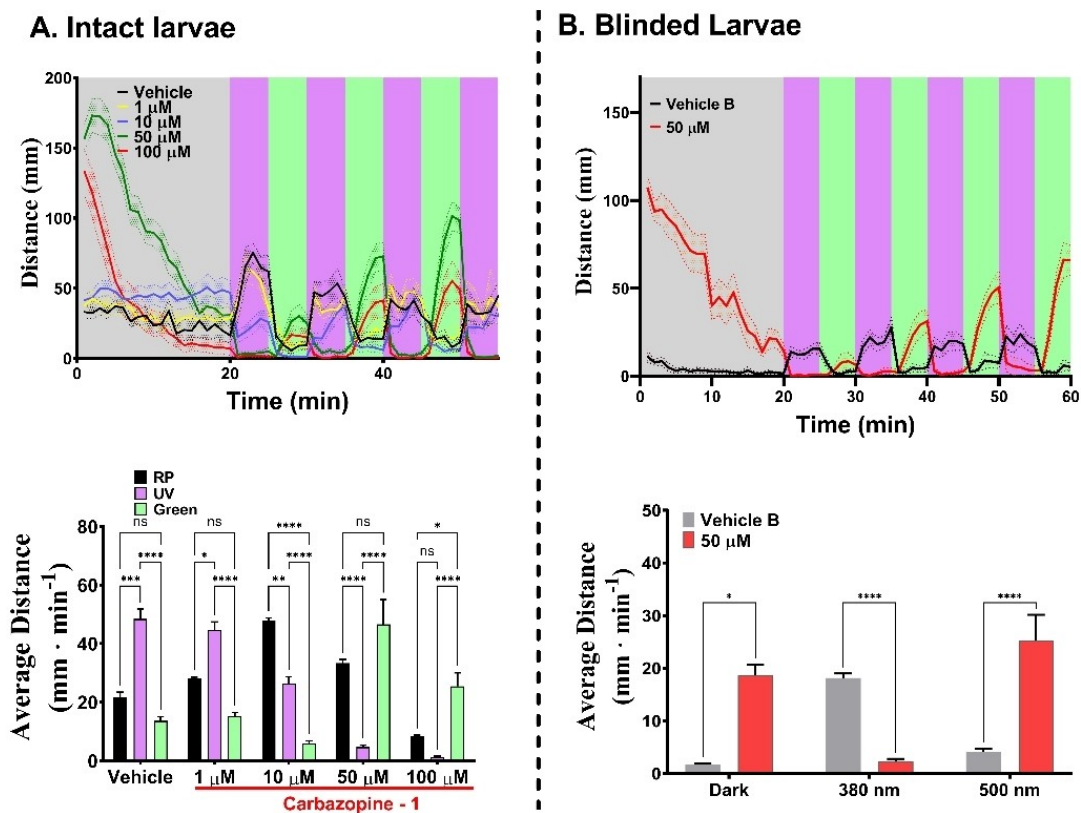 A. Intact larvae
200
150
100
50
0
Distance (mm)
Vehicle
1 μM
10 μM
50 μM
100 μM
20
40
Time (min)
RP
UV
Green
80
60
40
20
0
Average Distance
(mm · min⁻¹)
ns
***
****
ns
*
****
****
**
****
ns
****
****
*
ns
****
Vehicle
1 μM
10 μM
50 μM
100 μM
Carbazopine - 1
B. Blinded Larvae
150
100
50
0
Distance (mm)
Vehicle B
50 μM
0
10
20
30
40
50
60
Time (min)
50
40
30
20
10
0
Average Distance
(mm · min⁻¹)
Vehicle B
50 μM
*
****
****
Dark
380 nm
500 nm